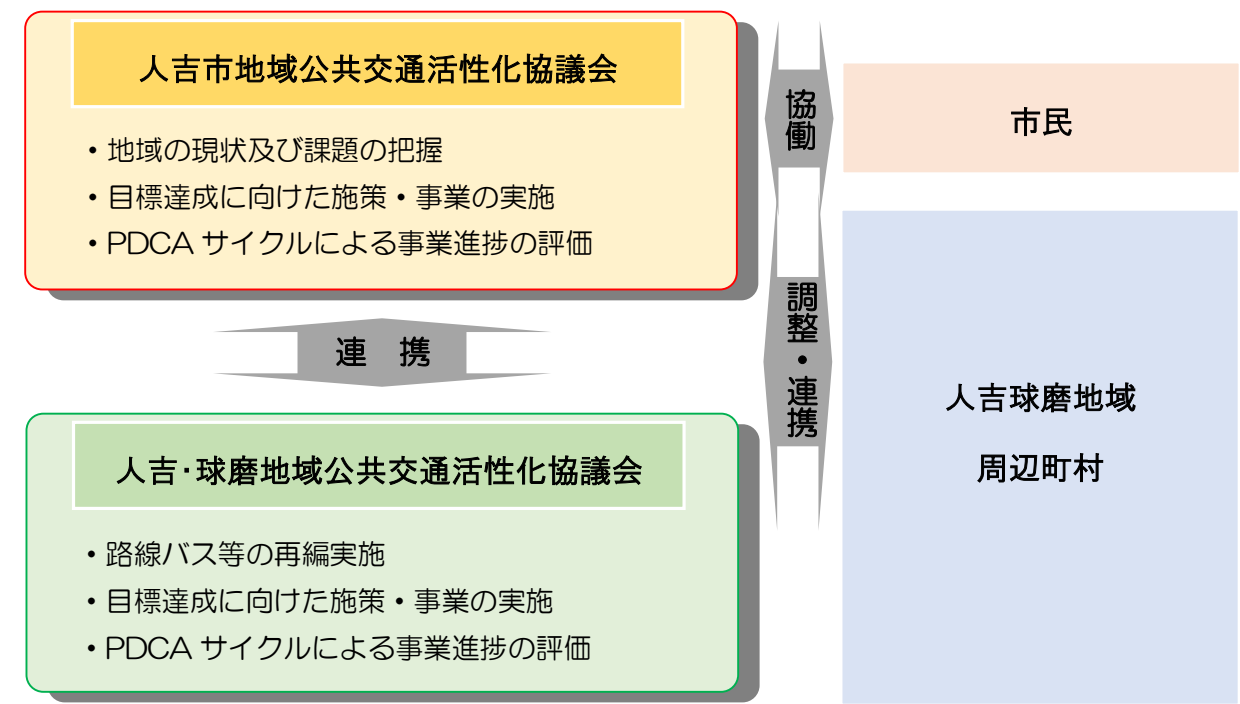 人吉市地域公共交通活性化協議会
・地域の現状及び課題の把握
・目標達成に向けた施策・事業の実施
・PDCA サイクルによる事業進捗の評価
協働
市民
連 携
調整・連携
人吉球磨地域
周辺町村
人吉･球磨地域公共交通活性化協議会
・路線バス等の再編実施
・目標達成に向けた施策・事業の実施
・PDCA サイクルによる事業進捗の評価